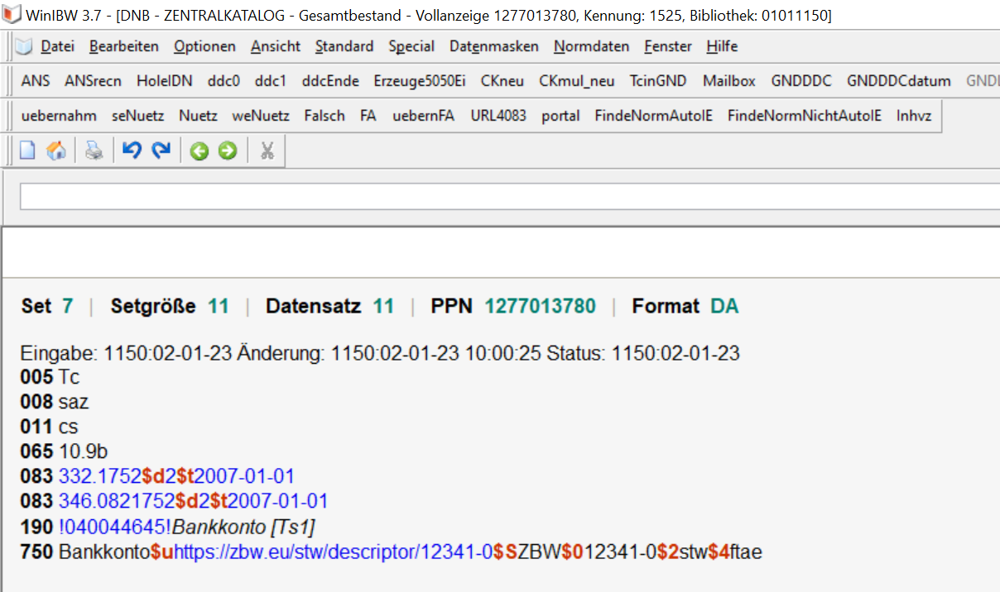 WinIBW 3.7 - [DNB - ZENTRALKATALOG - Gesamtbestand - Vollanzeige 1277013780, Kennung: 1525, Bibliothek: 01011150]
Datei Bearbeiten Optionen Ansicht Standard Special Datenmasken Normdaten Fenster Hilfe
ANS ANSrecn HoleIDN ddc0 ddc1 ddcEnde Erzeuge5050Ei CKneu CKmul_neu TcinGND Mailbox GNDDDC GNDDDCdatum
uebernahm seNuetz Nuetz weNuetz Falsch FA uebernFA URL4083 portal FindeNormAutoIE FindeNormNichtAutoIE Inhvz
Set 7 | Setgröße 11 | Datensatz 11 | PPN 1277013780 | Format DA
Eingabe: 1150:02-01-23 Änderung: 1150:02-01-23 10:00:25 Status: 1150:02-01-23
005 Tc
008 saz
011 cs
065 10.9b
083 332.1752$d2$t2007-01-01
083 346.0821752$d2$t2007-01-01
190 !040044645!Bankkonto [Ts1]
750 Bankkonto$uhttps://zbw.eu/stw/descriptor/12341-0$SZBW$012341-0$2stw$4ftae